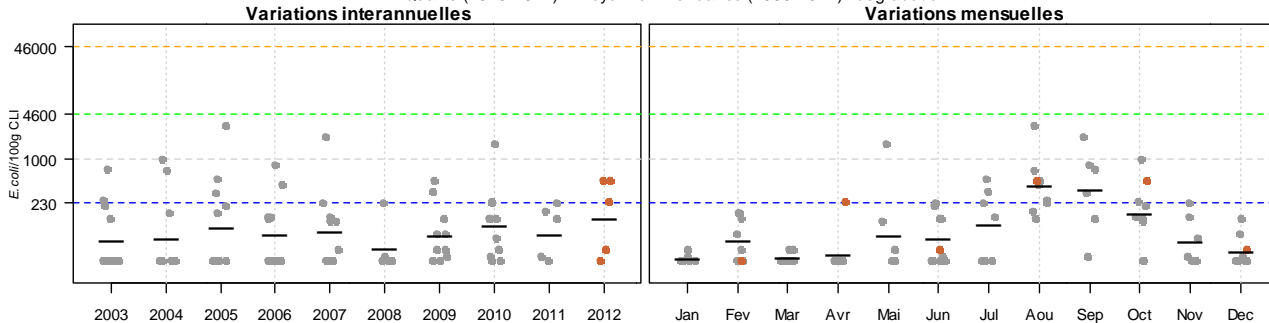 Variations interannuelles
Variations mensuelles
46000
4600
1000
230
E.coli/100g CLI
2003 2004 2005 2006 2007 2008 2009 2010 2011 2012
Jan Fev Mar Avr Mai Jun Jul Aou Sep Oct Nov Dec